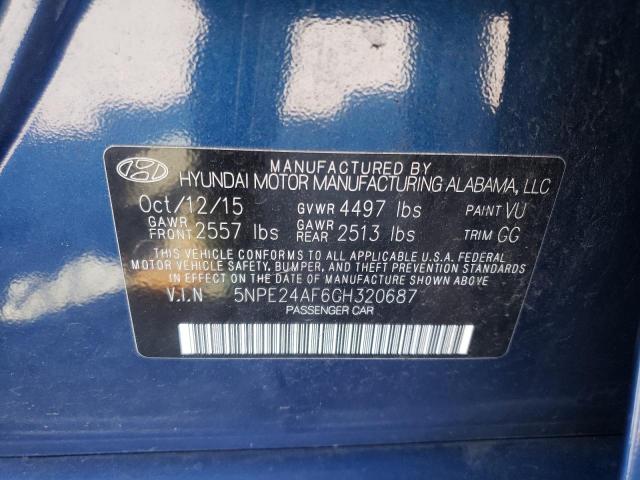 MANUFACTURED BY
HYUNDAI MOTOR MANUFACTURING ALABAMA, LLC
Oct/12/15 GVWR 4497 lbs PAINT VU
GAWR FRONT 2557 lbs GAWR REAR 2513 lbs TRIM GG
THIS VEHICLE CONFORMS TO ALL APPLICABLE U.S.A. FEDERAL
MOTOR VEHICLE SAFETY, BUMPER, AND THEFT PREVENTION STANDARDS
IN EFFECT ON THE DATE OF MANUFACTURE SHOWN ABOVE
V.I.N 5NPE24AF6GH320687
PASSENGER CAR